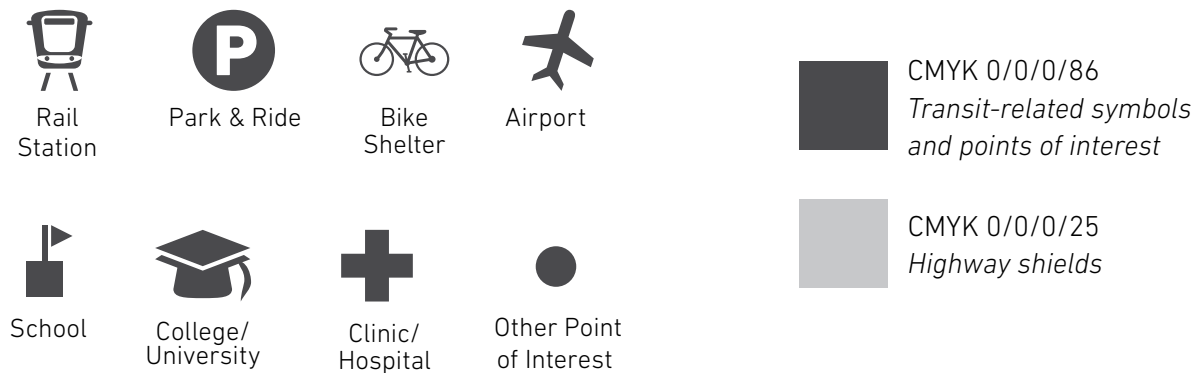 P
Rail
Station
Park & Ride
Bike
Shelter
Airport
School
College/
University
Clinic/
Hospital
Other Point
of Interest
CMYK 0/0/0/86
Transit-related symbols
and points of interest
CMYK 0/0/0/25
Highway shields